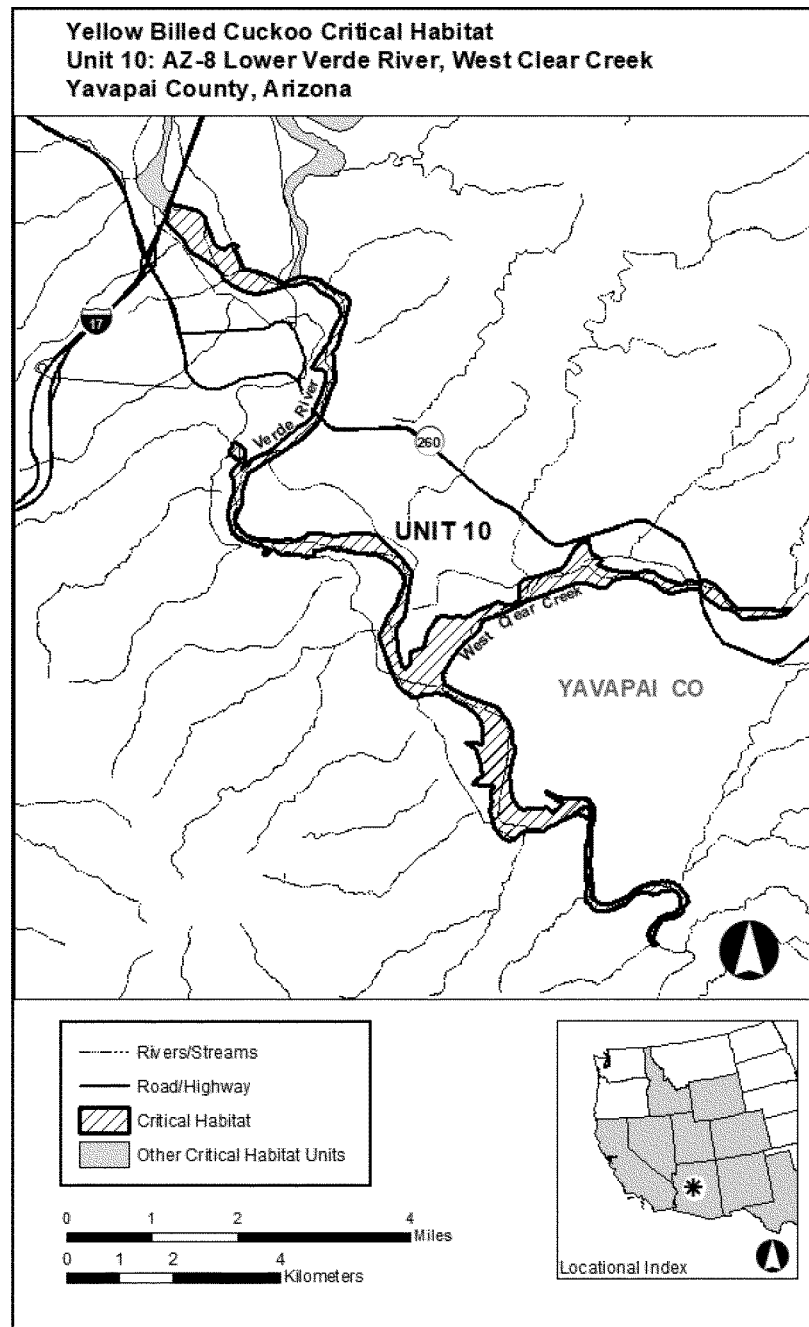 Yellow Billed Cuckoo Critical Habitat
Unit 10: AZ-8 Lower Verde River, West Clear Creek
Yavapai County, Arizona
17
Verde River
260
UNIT 10
West Clear Creek
YAVAPAI CO
Rivers/Streams
Road/Highway
Critical Habitat
Other Critical Habitat Units
0 1 2 4
Miles
0 1 2 4
Kilometers
Locational Index